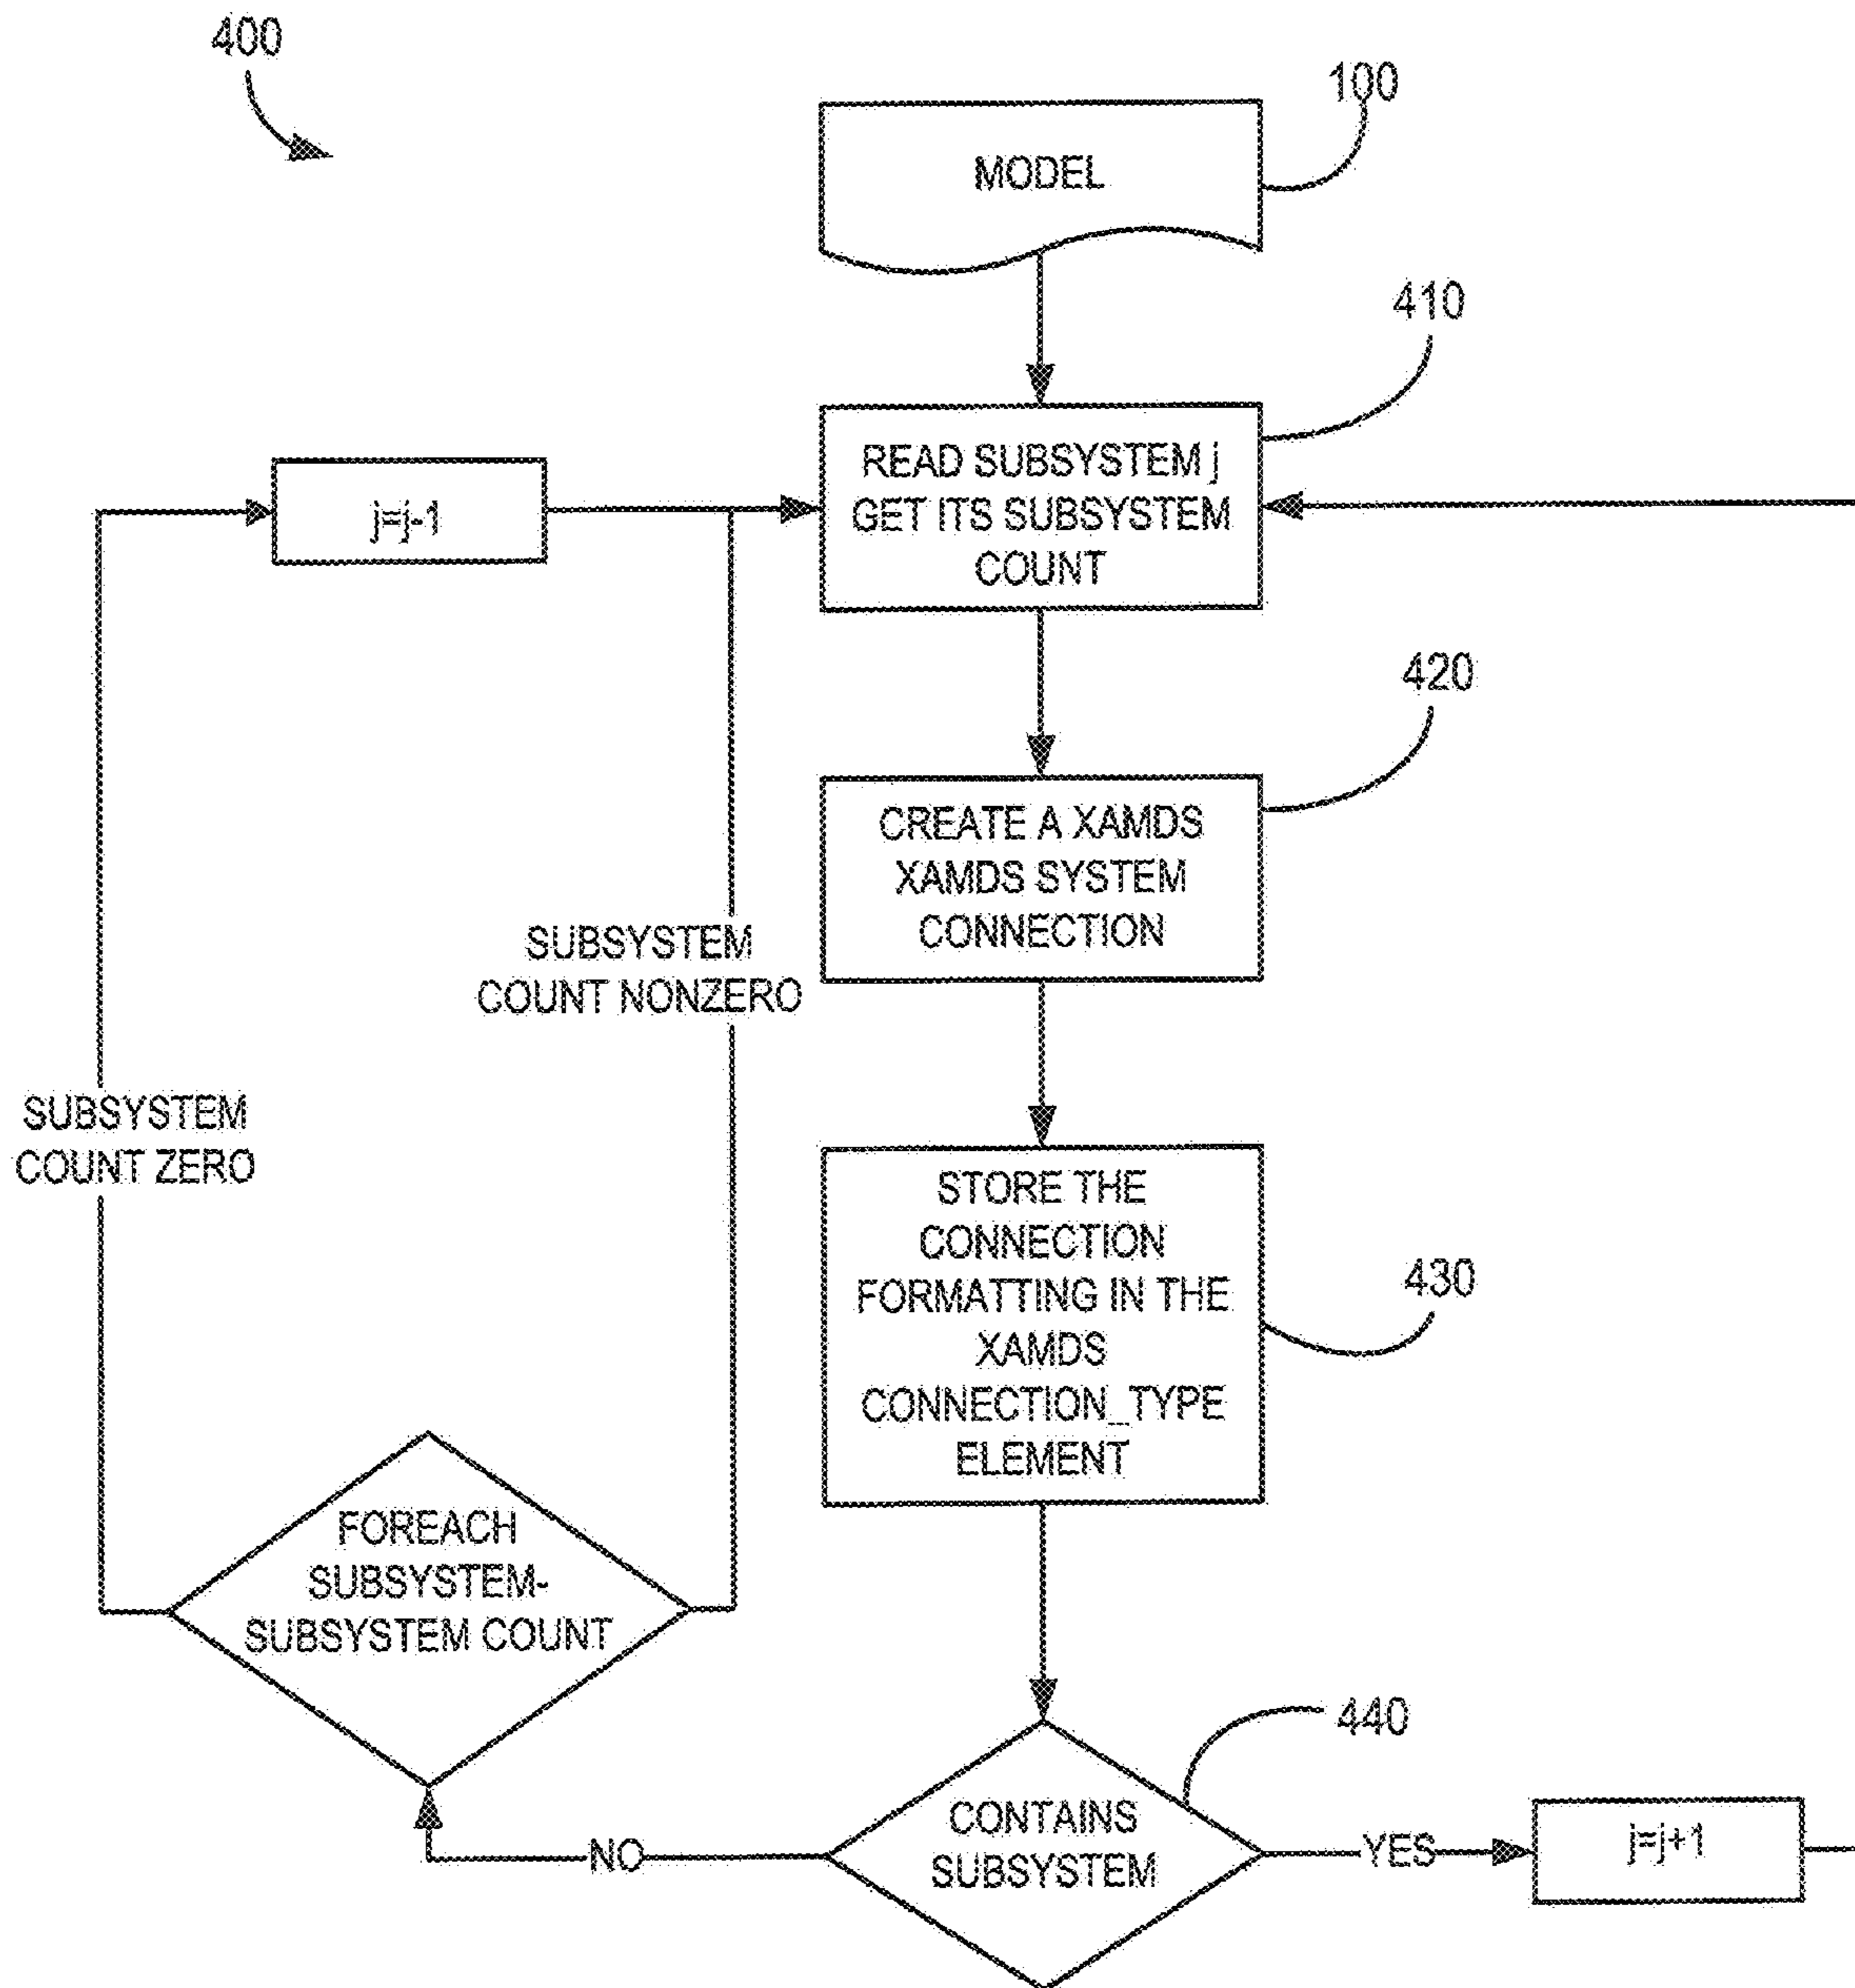 400
100
MODEL
410
READ SUBSYSTEM j
GET ITS SUBSYSTEM
COUNT
j=j-1
420
CREATE A XAMDS
XAMDS SYSTEM
CONNECTION
SUBSYSTEM
COUNT NONZERO
SUBSYSTEM
COUNT ZERO
STORE THE
CONNECTION
FORMATTING IN THE
XAMDS
CONNECTION_TYPE
ELEMENT
430
FOREACH
SUBSYSTEM-
SUBSYSTEM COUNT
440
CONTAINS
SUBSYSTEM
NO
YES
j=j+1